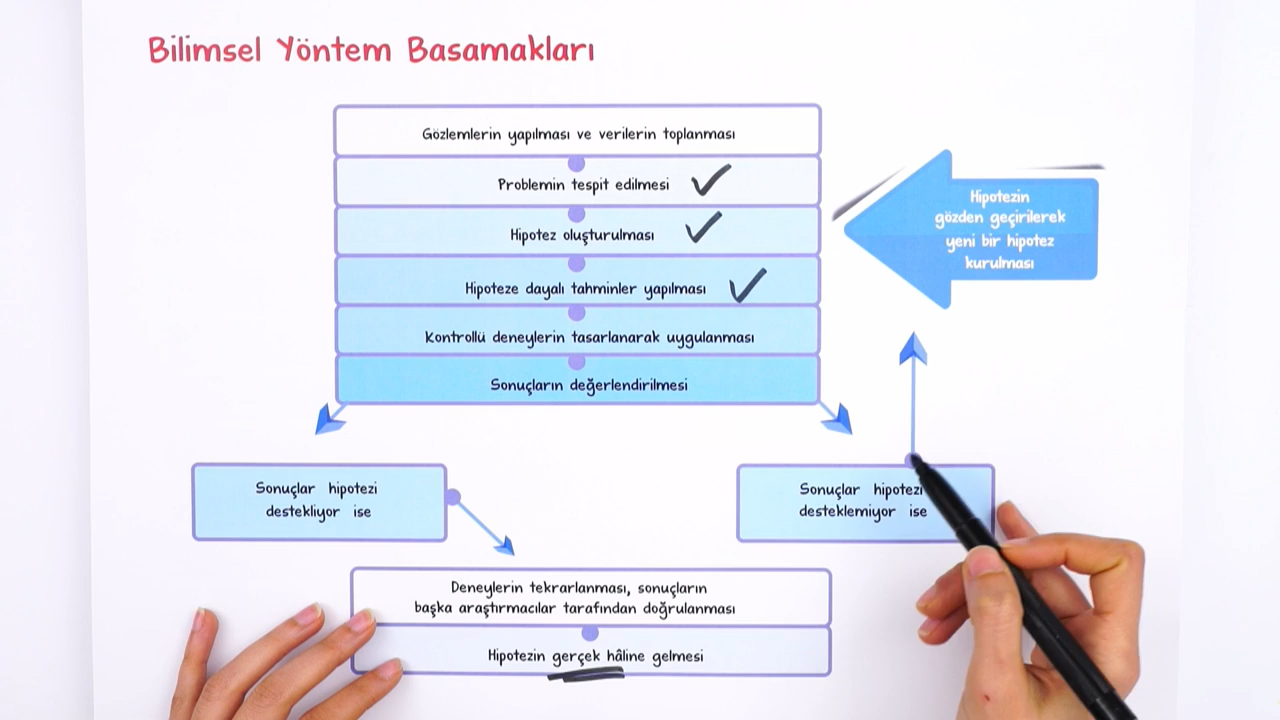 Bilimsel Yöntem Basamakları
Gözlemlerin yapılması ve verilerin toplanması
Problemin tespit edilmesi
Hipotez oluşturulması
Hipoteze dayalı tahminler yapılması
Kontrollü deneylerin tasarlanarak uygulanması
Sonuçların değerlendirilmesi
Hipotezin
gözden geçirilerek
yeni bir hipotez
kurulması
Sonuçlar hipotezi
destekliyor ise
Sonuçlar hipotezi
desteklemiyor ise
Deneylerin tekrarlanması, sonuçların
başka araştırmacılar tarafından doğrulanması
Hipotezin gerçek hâline gelmesi